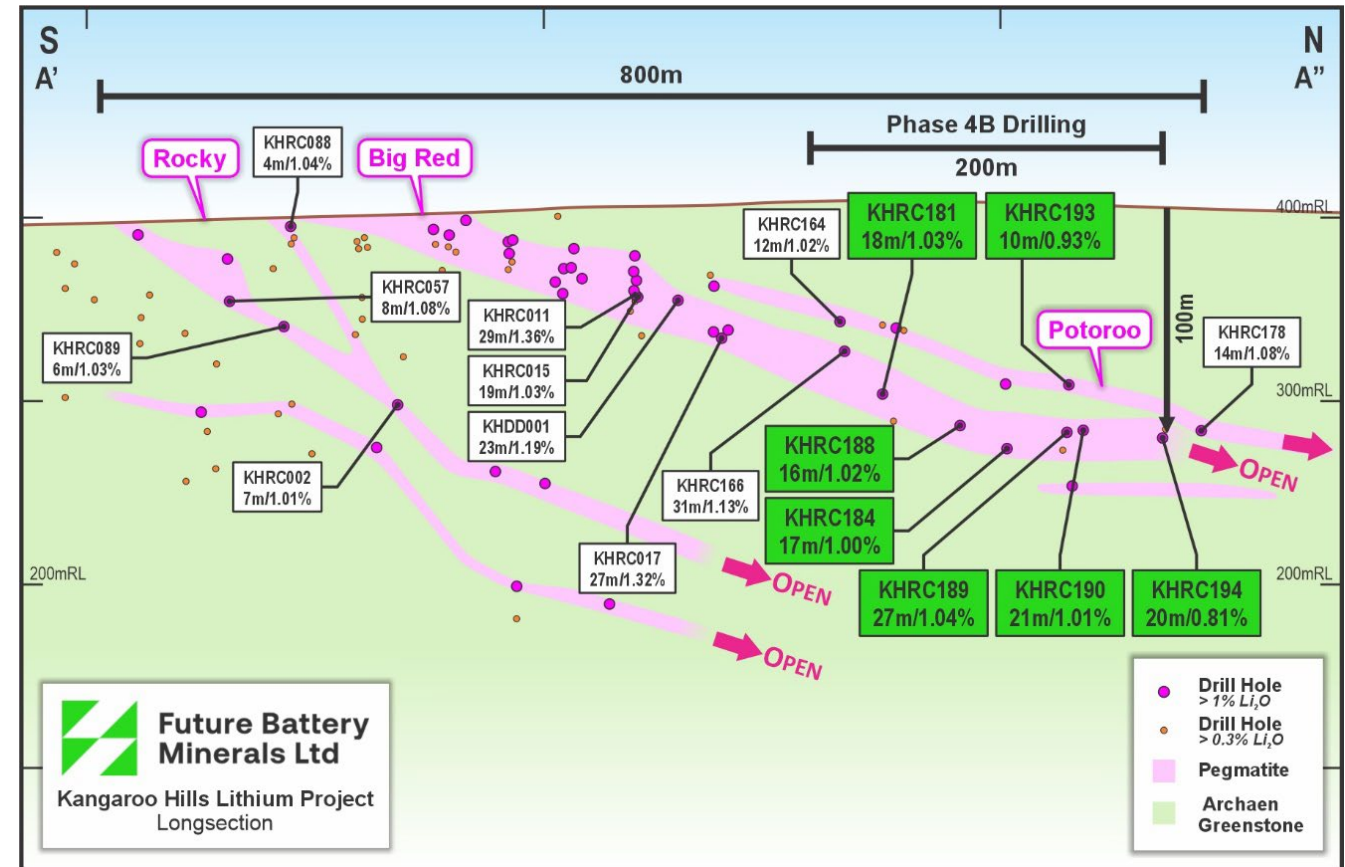 S
A'
N
A"
800m
Phase 4B Drilling
200m
Rocky
KHRC088
4m/1.04%
Big Red
KHRC164
12m/1.02%
KHRC181
18m/1.03%
KHRC193
10m/0.93%
400mRL
KHRC057
8m/1.08%
KHRC011
29m/1.36%
Potoroo
100m
KHRC178
14m/1.08%
KHRC089
6m/1.03%
KHRC015
19m/1.03%
300mRL
KHDD001
23m/1.19%
KHRC188
16m/1.02%
KHRC002
7m/1.01%
KHRC166
31m/1.13%
OPEN
KHRC184
17m/1.00%
KHRC017
27m/1.32%
200mRL
OPEN
KHRC189
27m/1.04%
KHRC190
21m/1.01%
KHRC194
20m/0.81%
200mRL
OPEN
Future Battery
Minerals Ltd
Kangaroo Hills Lithium Project
Longsection
Drill Hole
> 1% Li₂O
Drill Hole
> 0.3% Li₂O
Pegmatite
Archaen
Greenstone